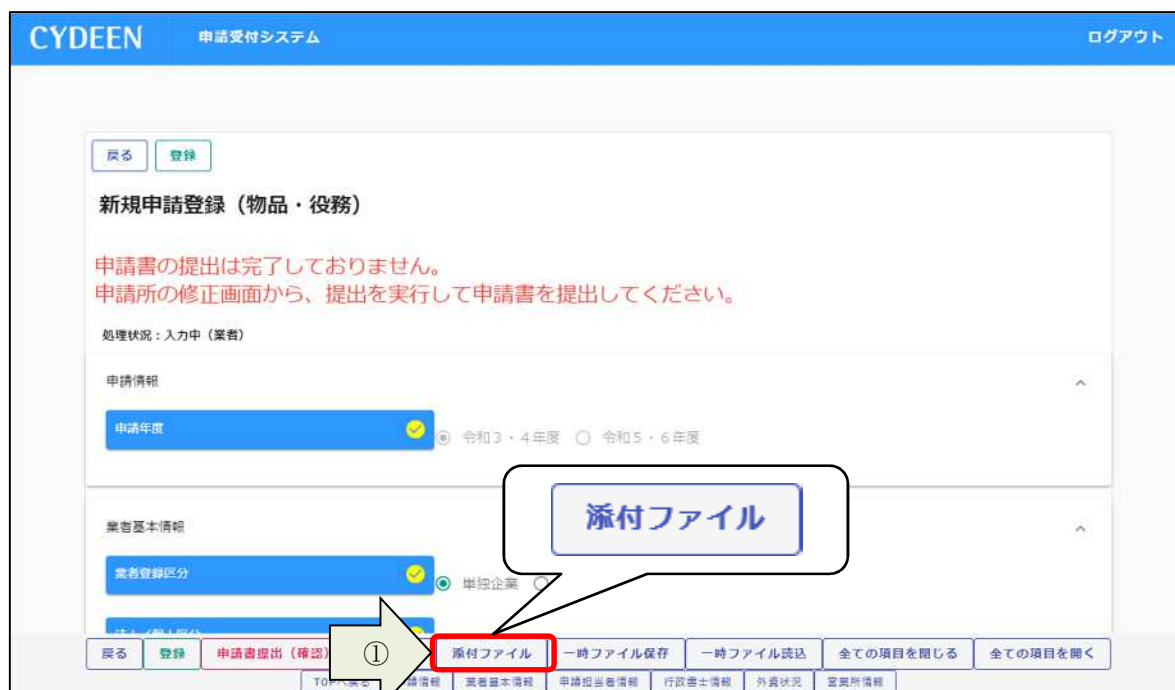 CYDEEN 申請受付システム ログアウト
戻る 登録
新規申請登録（物品・役務）
申請書の提出は完了しておりません。
申請所の修正画面から、提出を実行して申請書を提出してください。
処理状況：入力中（業者）
申請情報
申請年度 令和3・4年度 令和5・6年度
添付ファイル
業者基本情報
業者登録区分 単独企業
戻る 登録 申請書提出（確認） ① 添付ファイル 一時ファイル保存 一時ファイル読込 全ての項目を閉じる 全ての項目を開く
TOPへ戻る 請情報 業者基本情報 申請担当者情報 行政書士情報 外資状況 営業所情報